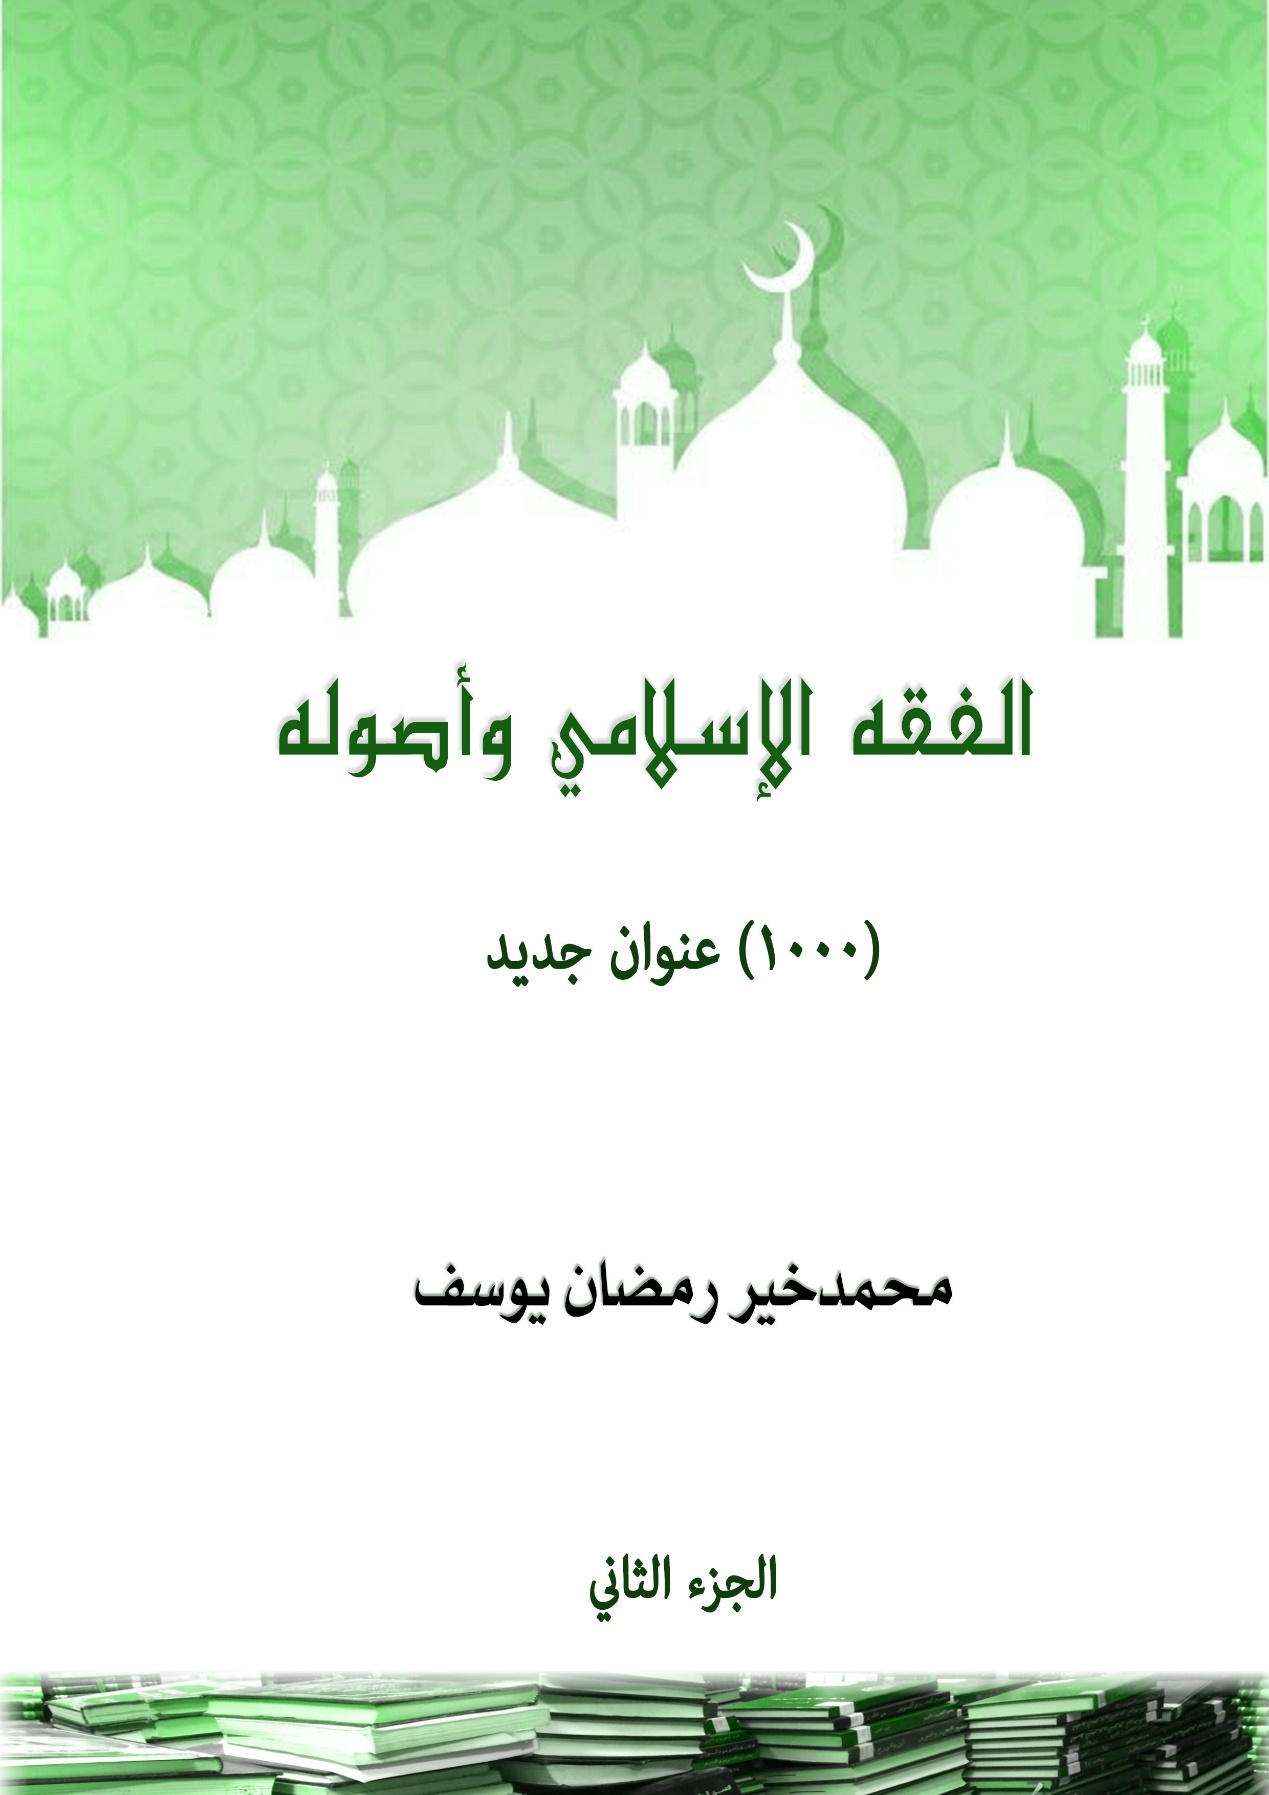 الفقه الإسلامي وأصوله
(١٠٠٠) عنوان جديد
محمدخير رمضان يوسف
الجزء الثاني